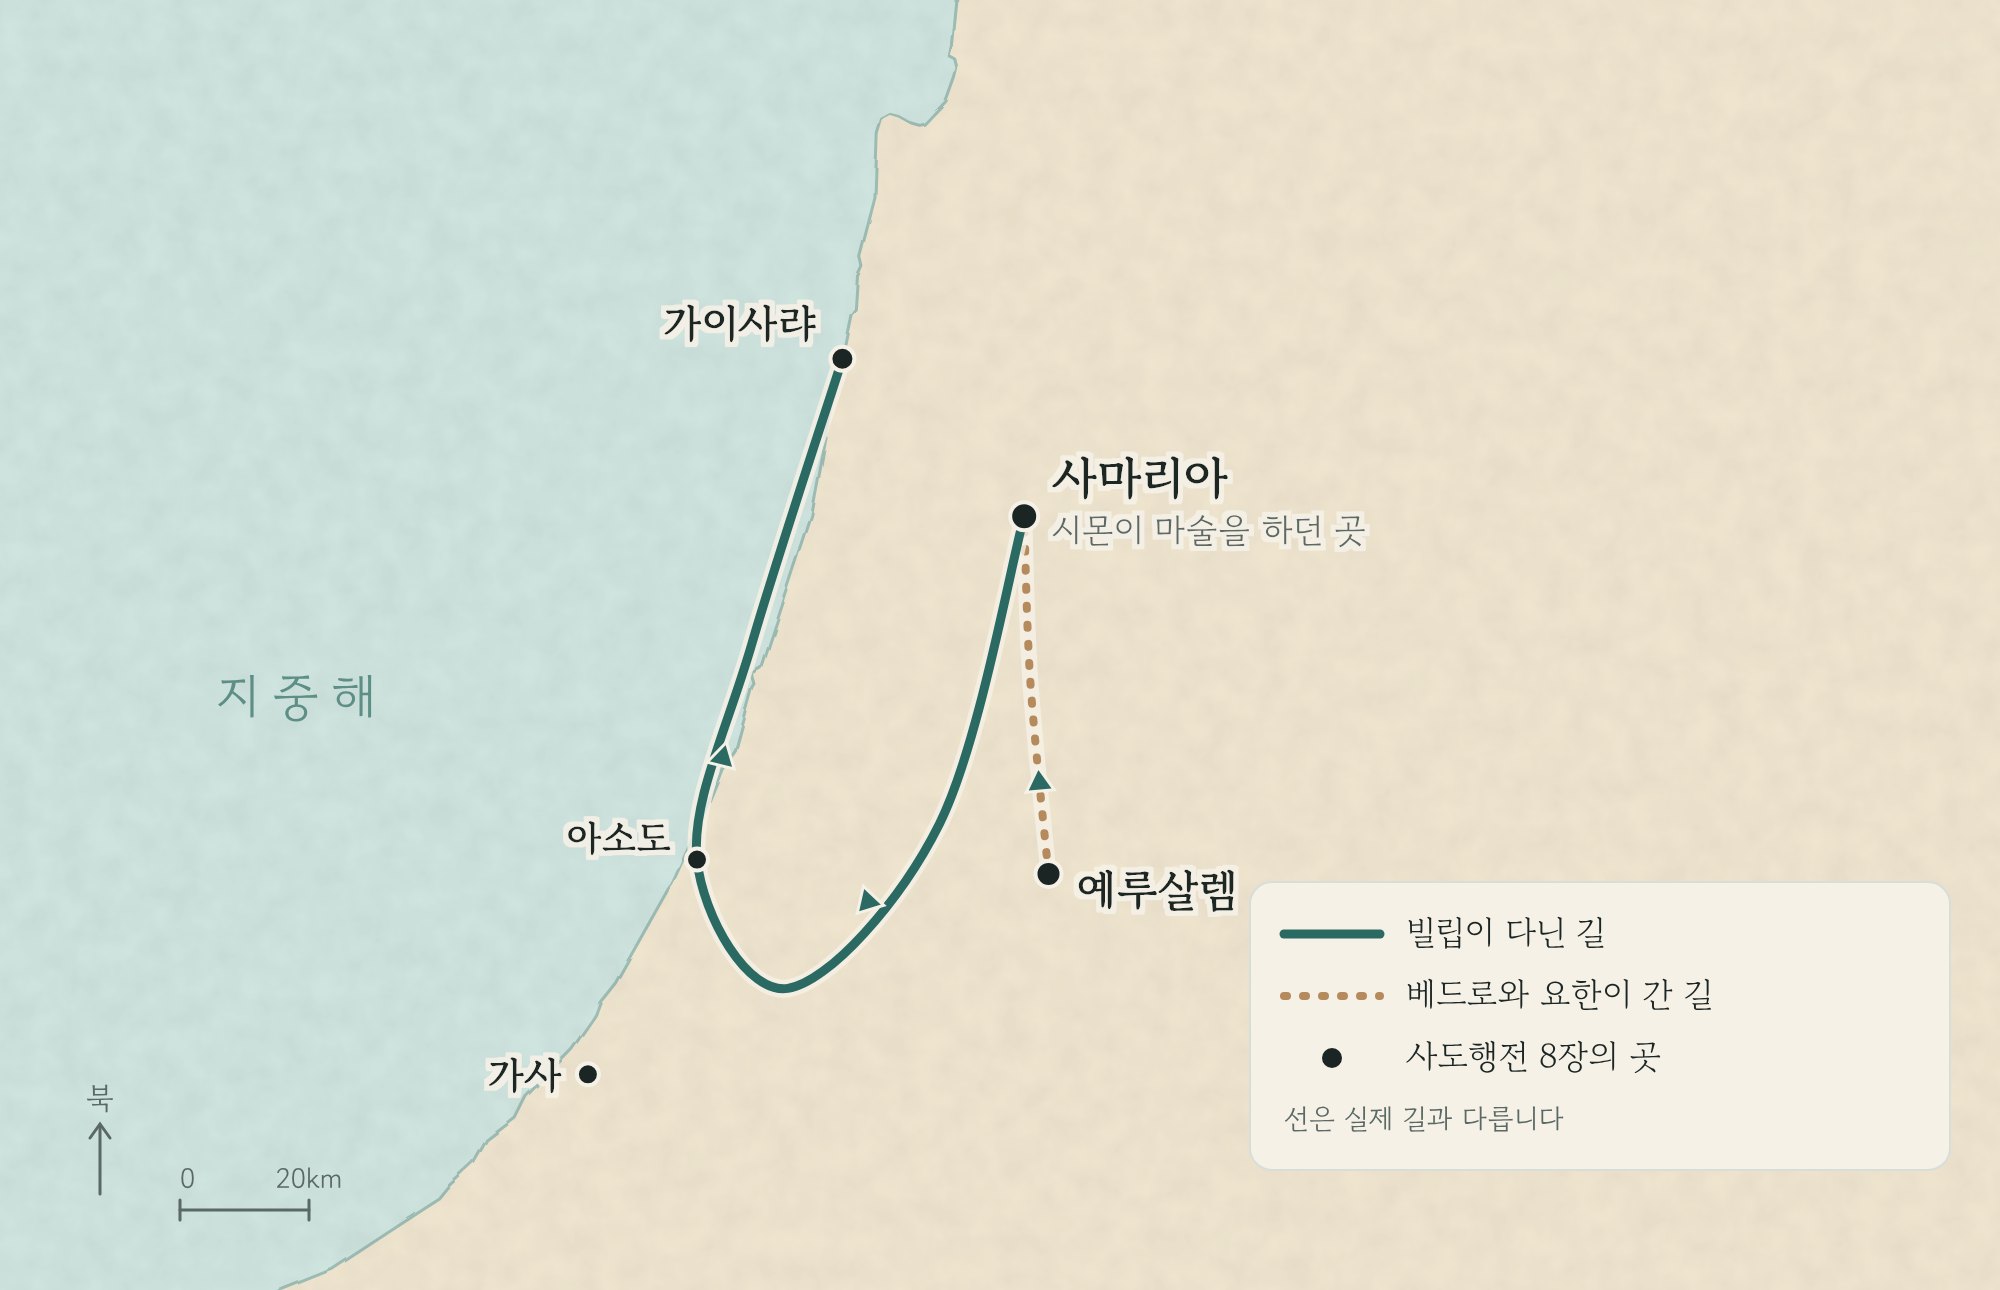 가이사랴
사마리아
시몬이 마술을 하던 곳
지중해
아소도
예루살렘
가사
북
0 20km
빌립이 다닌 길
베드로와 요한이 간 길
사도행전 8장의 곳
선은 실제 길과 다릅니다